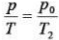 p/T = p₀/T₂